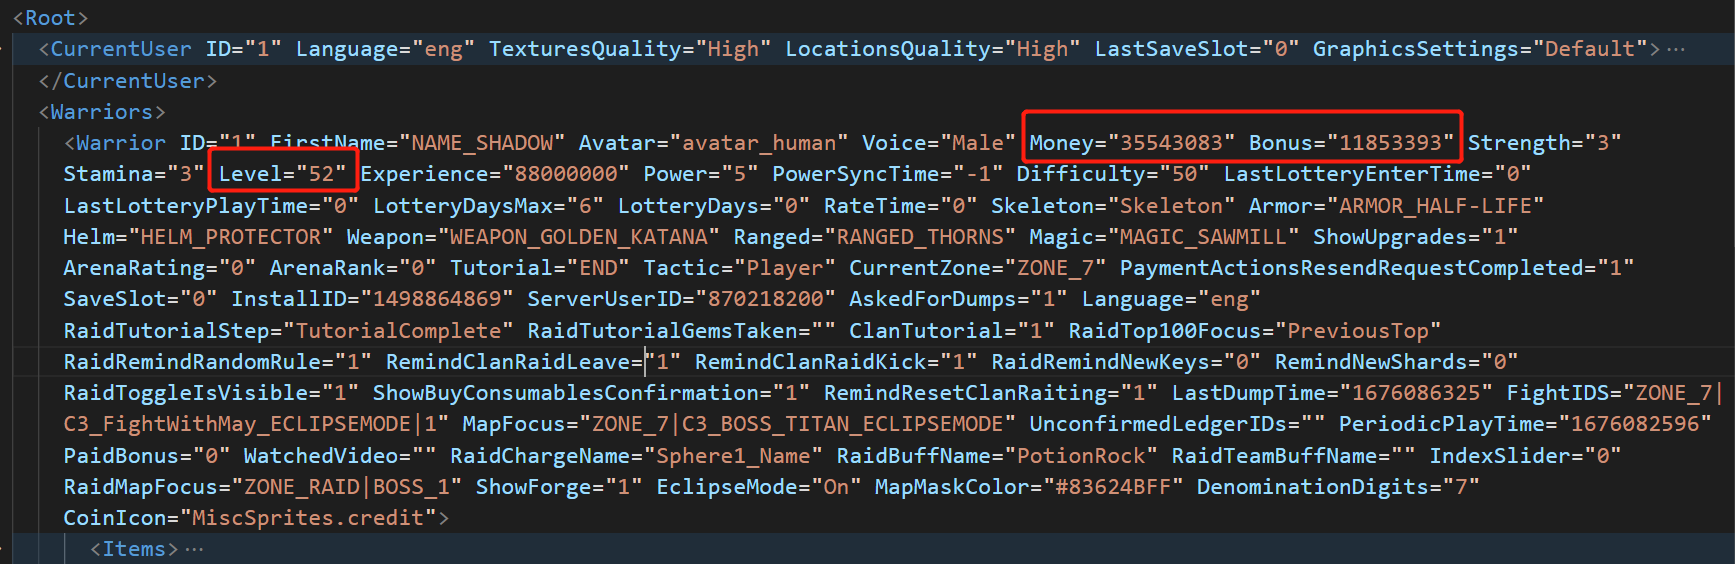 <Root>
<CurrentUser ID="1" Language="eng" TexturesQuality="High" LocationsQuality="High" LastSaveSlot="0" GraphicsSettings="Default">···
</CurrentUser>
<Warriors>
<Warrior ID="1" FirstName="NAME_SHADOW" Avatar="avatar_human" Voice="Male" Money="35543083" Bonus="11853393" Strength="3"
Stamina="3" Level="52" Experience="88000000" Power="5" PowerSyncTime="-1" Difficulty="50" LastLotteryEnterTime="0"
LastLotteryPlayTime="0" LotteryDaysMax="6" LotteryDays="0" RateTime="0" Skeleton="Skeleton" Armor="ARMOR_HALF-LIFE"
Helm="HELM_PROTECTOR" Weapon="WEAPON_GOLDEN_KATANA" Ranged="RANGED_THORNS" Magic="MAGIC_SAWMILL" ShowUpgrades="1"
ArenaRating="0" ArenaRank="0" Tutorial="END" Tactic="Player" CurrentZone="ZONE_7" PaymentActionsResendRequestCompleted="1"
SaveSlot="0" InstallID="1498864869" ServerUserID="870218200" AskedForDumps="1" Language="eng"
RaidTutorialStep="TutorialComplete" RaidTutorialGemsTaken="" ClanTutorial="1" RaidTop100Focus="PreviousTop"
RaidRemindRandomRule="1" RemindClanRaidLeave="1" RemindClanRaidKick="1" RaidRemindNewKeys="0" RemindNewShards="0"
RaidToggleIsVisible="1" ShowBuyConsumablesConfirmation="1" RemindResetClanRaiting="1" LastDumpTime="1676086325" FightIDS="ZONE_7|
C3_FightWithMay_ECLIPSEMODE|1" MapFocus="ZONE_7|C3_BOSS_TITAN_ECLIPSEMODE" UnconfirmedLedgerIDs="" PeriodicPlayTime="1676082596"
PaidBonus="0" WatchedVideo="" RaidChargeName="Sphere1_Name" RaidBuffName="PotionRock" RaidTeamBuffName="" IndexSlider="0"
RaidMapFocus="ZONE_RAID|BOSS_1" ShowForge="1" EclipseMode="On" MapMaskColor="#83624BFF" DenominationDigits="7"
CoinIcon="MiscSprites.credit">
<Items>···